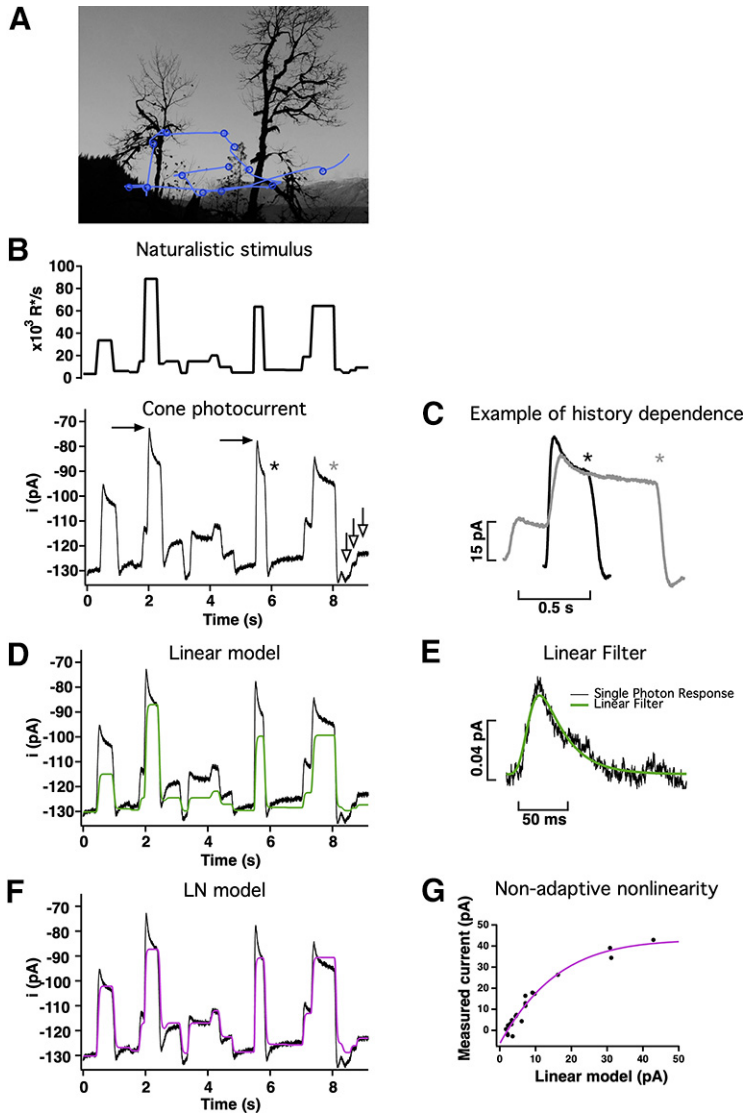 A
B
Naturalistic stimulus
x10³ R*/s
100
80
60
40
20
0
Cone photocurrent
i (pA)
-70
-80
-90
-100
-110
-120
-130
*
*
0
2
4
6
8
Time (s)
C
Example of history dependence
*
*
15 pA
0.5 s
D
Linear model
i (pA)
-70
-80
-90
-100
-110
-120
-130
0
2
4
6
8
Time (s)
E
Linear Filter
Single Photon Response
Linear Filter
0.04 pA
50 ms
F
LN model
i (pA)
-70
-80
-90
-100
-110
-120
-130
0
2
4
6
8
Time (s)
G
Non-adaptive nonlinearity
Measured current (pA)
50
40
30
20
10
0
0
10
20
30
40
50
Linear model (pA)